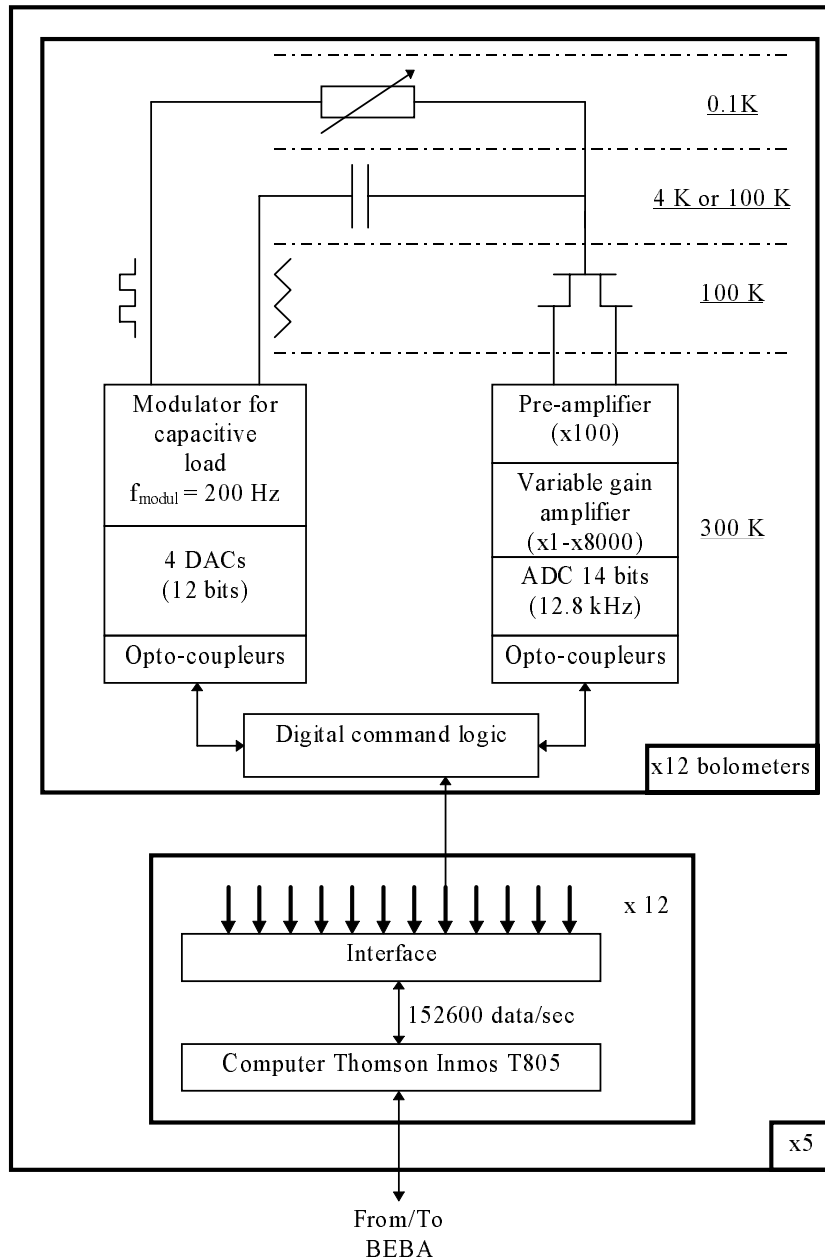 0.1K
4 K or 100 K
100 K
Modulator for
capacitive
load
fmodul = 200 Hz
4 DACs
(12 bits)
Opto-coupleurs
Pre-amplifier
(x100)
Variable gain
amplifier
(x1-x8000)
ADC 14 bits
(12.8 kHz)
Opto-coupleurs
300 K
Digital command logic
x12 bolometers
x 12
Interface
152600 data/sec
Computer Thomson Inmos T805
x5
From/To
BEBA